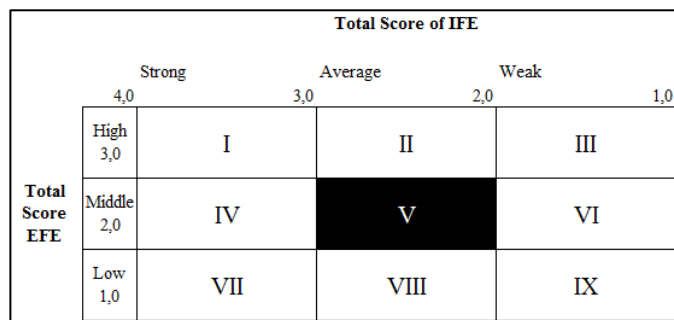 Total Score of IFE
Strong Average Weak
4,0 3,0 2,0 1,0
High
3,0
I II III
Total
Score
EFE
Middle
2,0
IV V VI
Low
1,0
VII VIII IX